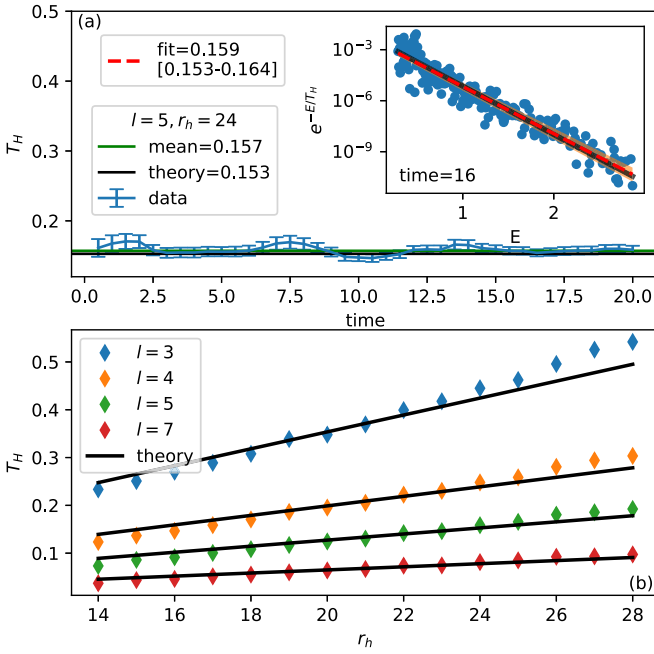 (a)
0.5
0.4
0.3
0.2
T_H
fit=0.159
[0.153-0.164]
l = 5, r_h = 24
mean=0.157
theory=0.153
data
10^{-3}
10^{-6}
10^{-9}
e^{-E/T_H}
time=16
1
2
E
0.0
2.5
5.0
7.5
10.0
12.5
15.0
17.5
20.0
time
0.5
0.4
0.3
0.2
0.1
T_H
l = 3
l = 4
l = 5
l = 7
theory
(b)
14
16
18
20
22
24
26
28
r_h